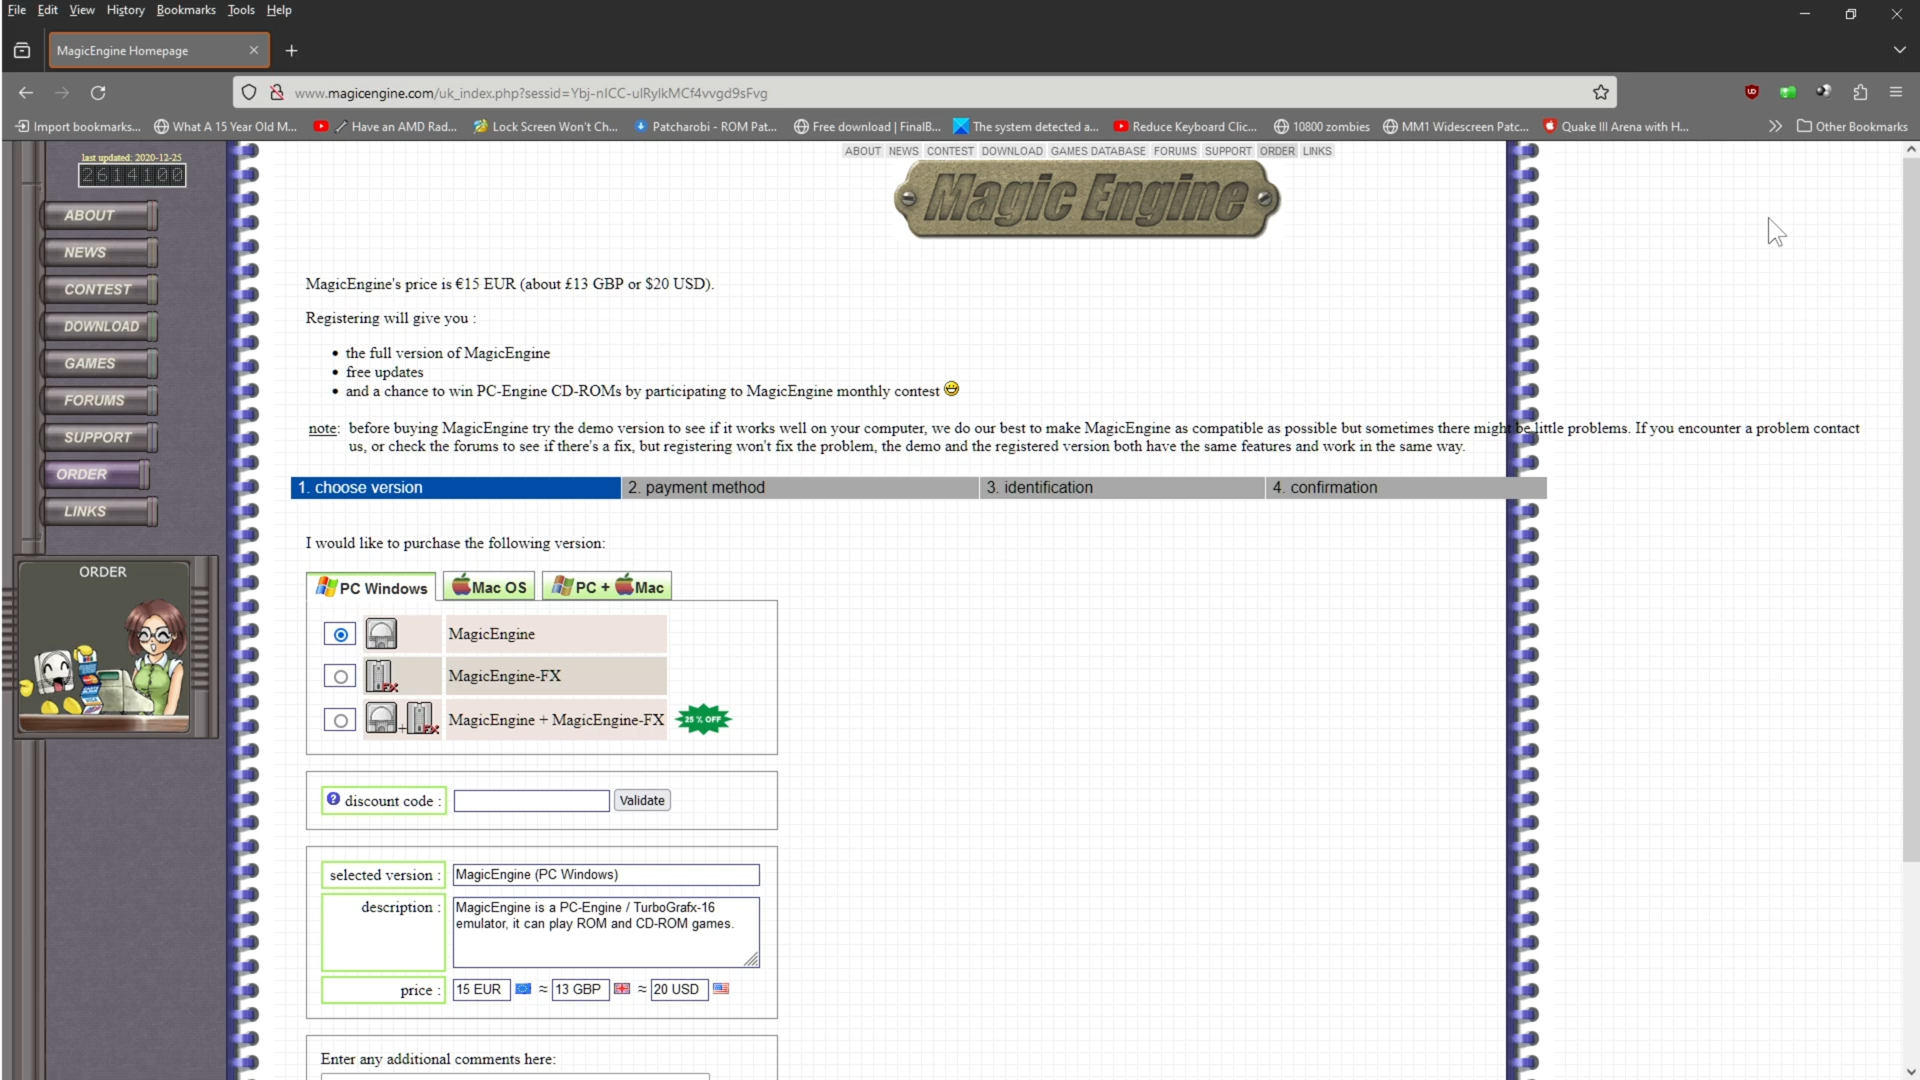 File Edit View History Bookmarks Tools Help
MagicEngine Homepage
www.magicengine.com/uk_index.php?sessid=Ybj-nICC-uIRylkMCf4vvgd9sFvg
Import bookmarks... What A 15 Year Old M... Have an AMD Rad... Lock Screen Won't Ch... Patcharobi - ROM Pat... Free download | FinalB... The system detected a... Reduce Keyboard Clic... 10800 zombies MM1 Widescreen Patc... Quake III Arena with H... Other Bookmarks
last updated: 2020-12-25
2614100
ABOUT
NEWS
CONTEST
DOWNLOAD
GAMES
FORUMS
SUPPORT
ORDER
LINKS
ORDER
ABOUT NEWS CONTEST DOWNLOAD GAMES DATABASE FORUMS SUPPORT ORDER LINKS
Magic Engine
MagicEngine's price is €15 EUR (about £13 GBP or $20 USD).
Registering will give you :
• the full version of MagicEngine
• free updates
• and a chance to win PC-Engine CD-ROMs by participating to MagicEngine monthly contest
note: before buying MagicEngine try the demo version to see if it works well on your computer, we do our best to make MagicEngine as compatible as possible but sometimes there might be little problems. If you encounter a problem contact
us, or check the forums to see if there's a fix, but registering won't fix the problem, the demo and the registered version both have the same features and work in the same way.
1. choose version 2. payment method 3. identification 4. confirmation
I would like to purchase the following version:
PC Windows Mac OS PC + Mac
MagicEngine
FX MagicEngine-FX
+ FX MagicEngine + MagicEngine-FX 25 % OFF
? discount code : Validate
selected version : MagicEngine (PC Windows)
description : MagicEngine is a PC-Engine / TurboGrafx-16
emulator, it can play ROM and CD-ROM games.
price : 15 EUR ≈ 13 GBP ≈ 20 USD
Enter any additional comments here: